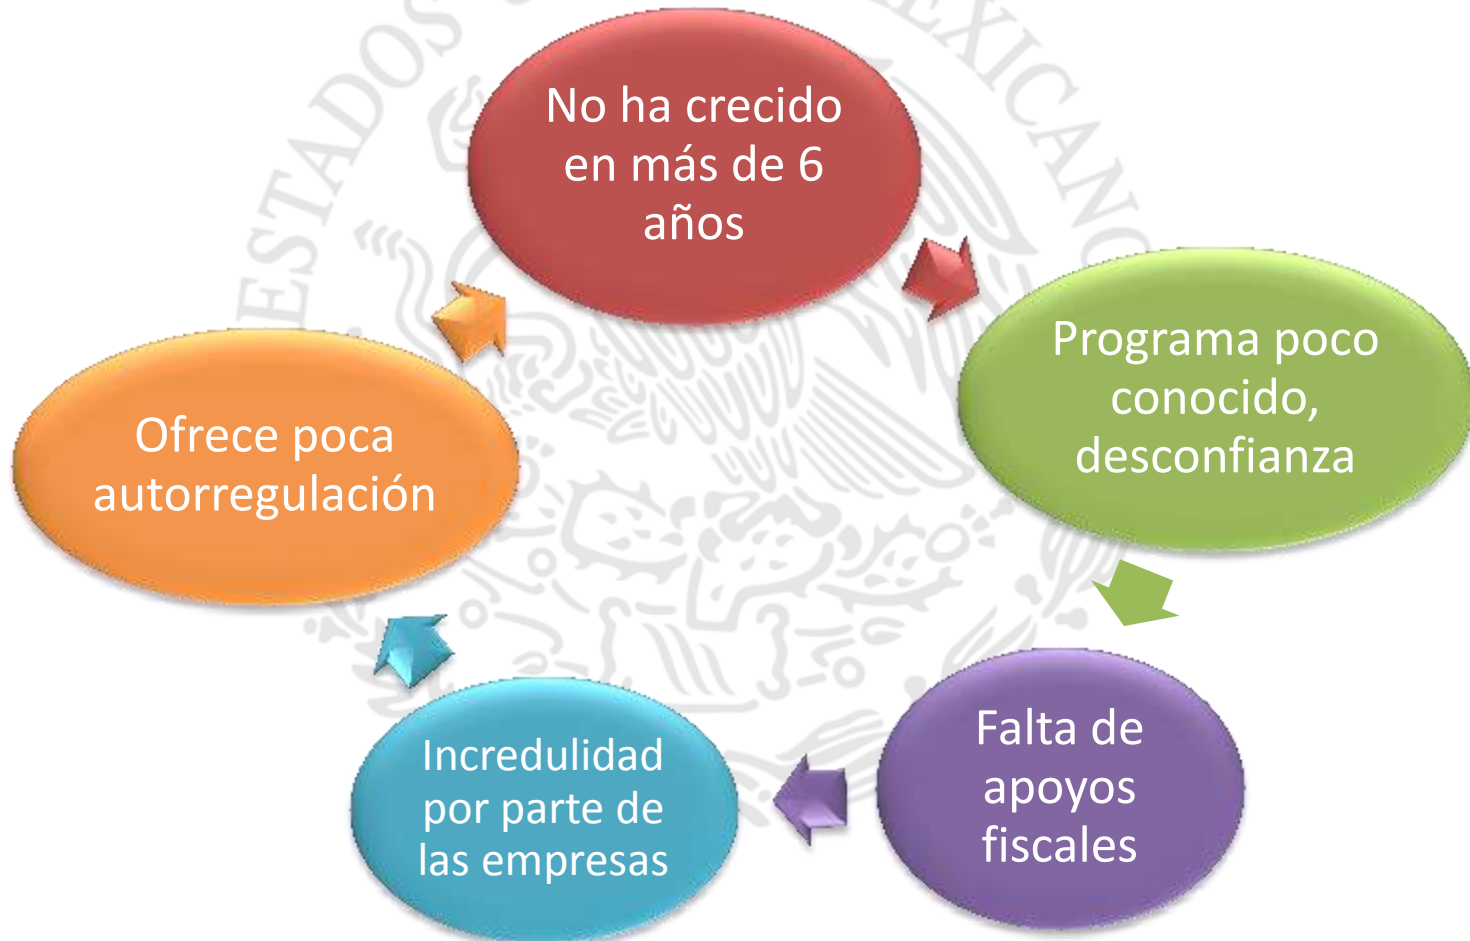 ESTADOS
MEXICANO
No ha crecido
en más de 6
años
Programa poco
conocido,
desconfianza
Falta de
apoyos
fiscales
Incredulidad
por parte de
las empresas
Ofrece poca
autorregulación